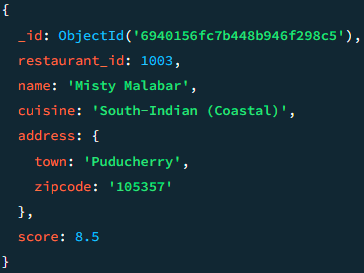 {
  _id: ObjectId('6940156fc7b448b946f298c5'),
  restaurant_id: 1003,
  name: 'Misty Malabar',
  cuisine: 'South-Indian (Coastal)',
  address: {
    town: 'Puducherry',
    zipcode: '105357'
  },
  score: 8.5
}